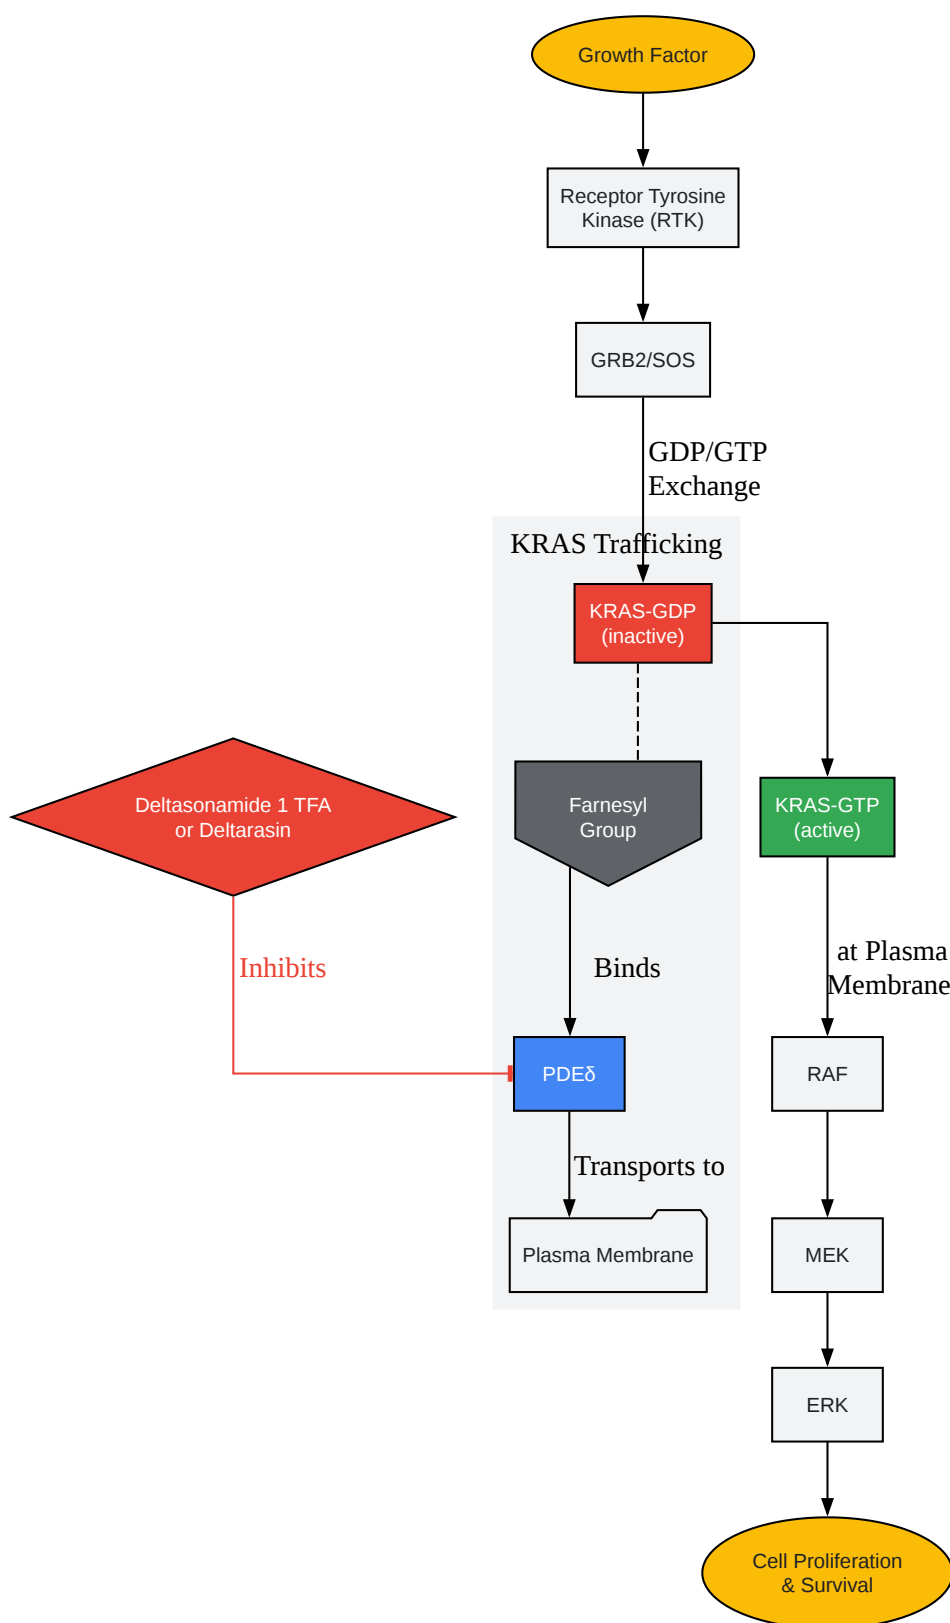 Growth Factor
Receptor Tyrosine
Kinase (RTK)
GRB2/SOS
GDP/GTP
Exchange
KRAS Trafficking
KRAS-GDP
(inactive)
Deltasonamide 1 TFA
or Deltarasin
Farnesyl
Group
KRAS-GTP
(active)
Inhibits
Binds
at Plasma
Membrane
PDEδ
RAF
Transports to
Plasma Membrane
MEK
ERK
Cell Proliferation
& Survival